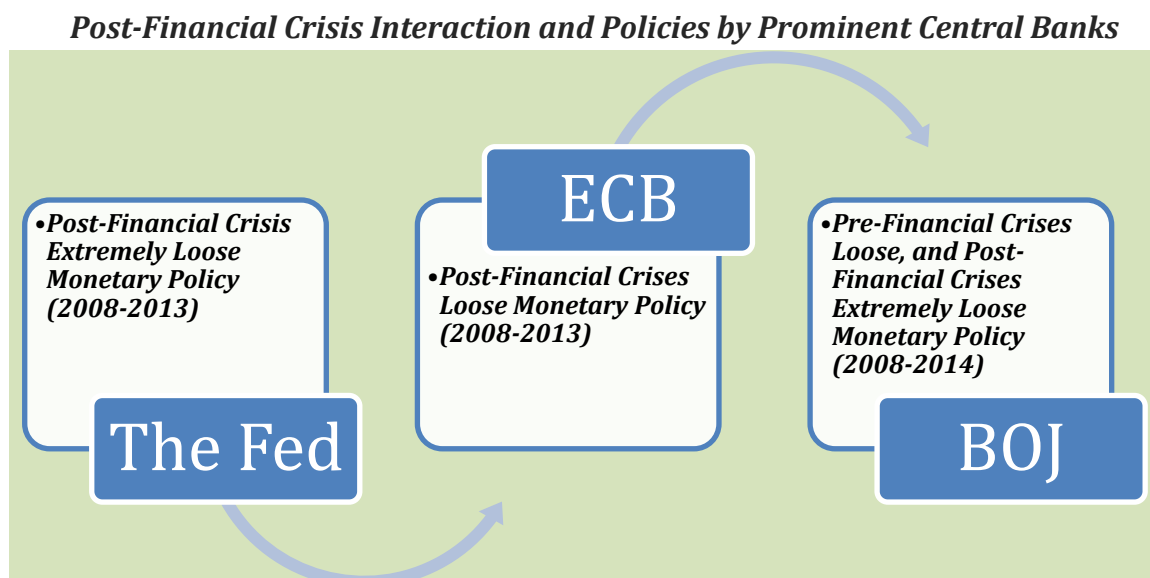 Post-Financial Crisis Interaction and Policies by Prominent Central Banks
•Post-Financial Crisis
Extremely Loose
Monetary Policy
(2008-2013)
The Fed
ECB
•Post-Financial Crises
Loose Monetary Policy
(2008-2013)
•Pre-Financial Crises
Loose, and Post-
Financial Crises
Extremely Loose
Monetary Policy
(2008-2014)
BOJ